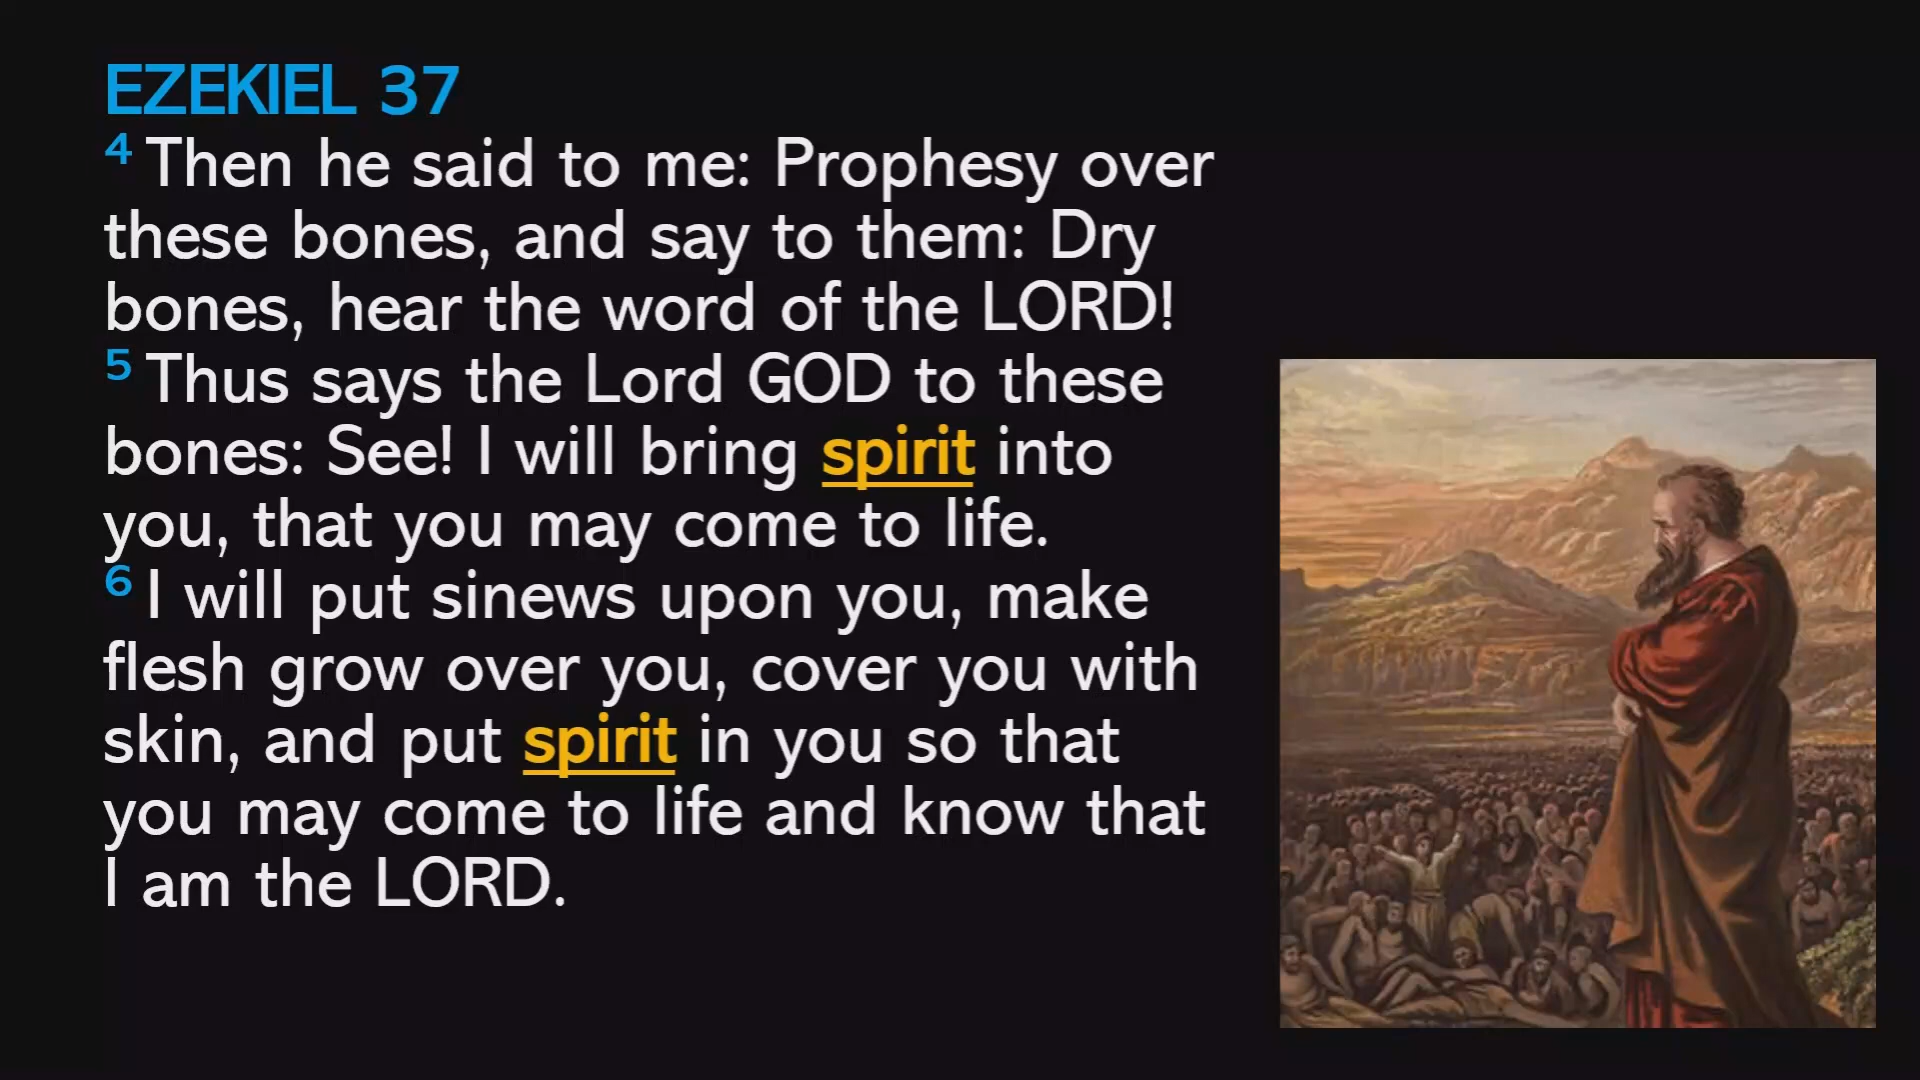 EZEKIEL 37
4 Then he said to me: Prophesy over
these bones, and say to them: Dry
bones, hear the word of the LORD!
5 Thus says the Lord GOD to these
bones: See! I will bring spirit into
you, that you may come to life.
6 I will put sinews upon you, make
flesh grow over you, cover you with
skin, and put spirit in you so that
you may come to life and know that
I am the LORD.